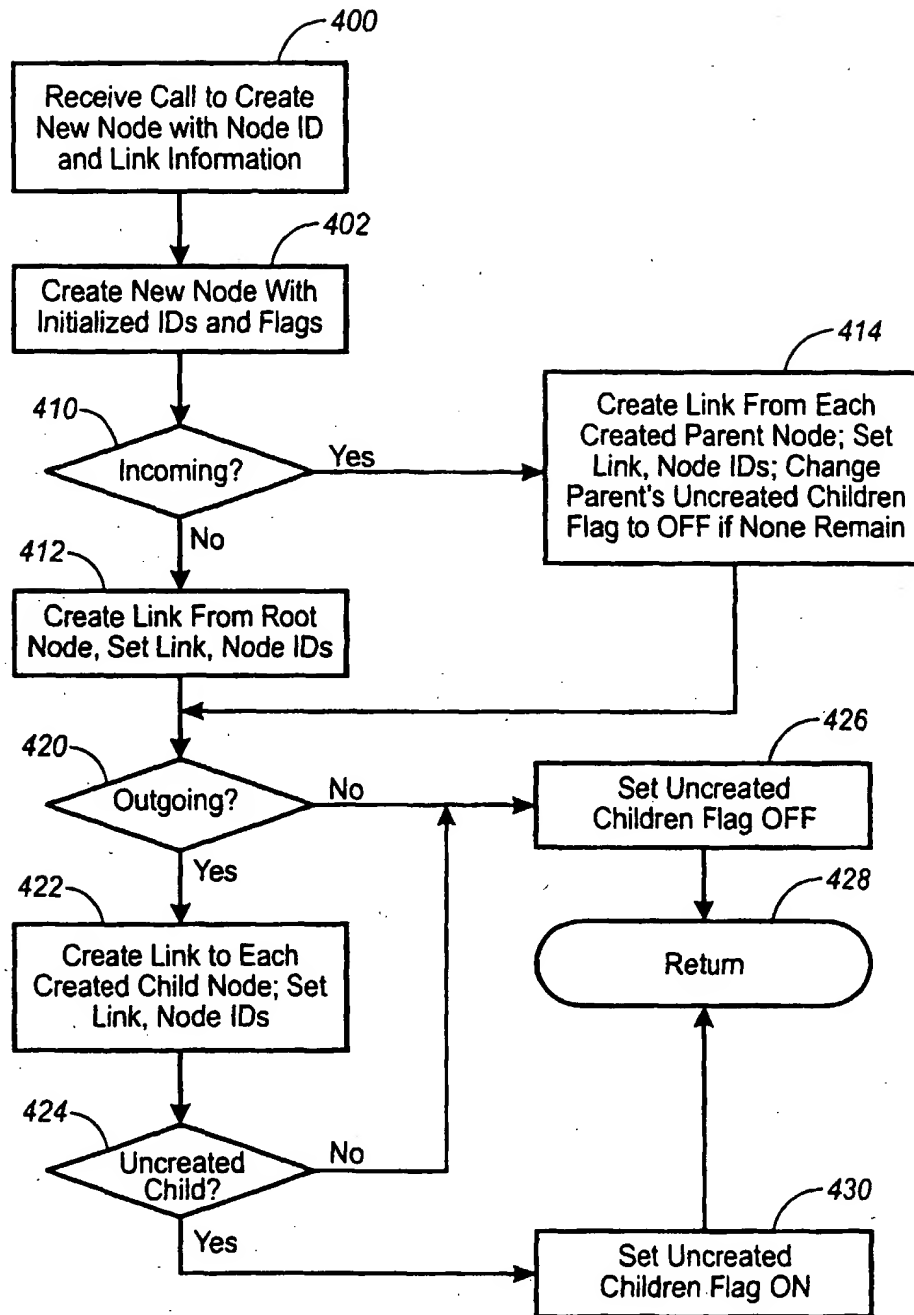 400
Receive Call to Create
New Node with Node ID
and Link Information
402
Create New Node With
Initialized IDs and Flags
410
Incoming?
Yes
No
414
Create Link From Each
Created Parent Node; Set
Link, Node IDs; Change
Parent's Uncreated Children
Flag to OFF if None Remain
412
Create Link From Root
Node, Set Link, Node IDs
420
Outgoing?
No
Yes
426
Set Uncreated
Children Flag OFF
422
Create Link to Each
Created Child Node; Set
Link, Node IDs
428
Return
424
Uncreated
Child?
No
Yes
430
Set Uncreated
Children Flag ON